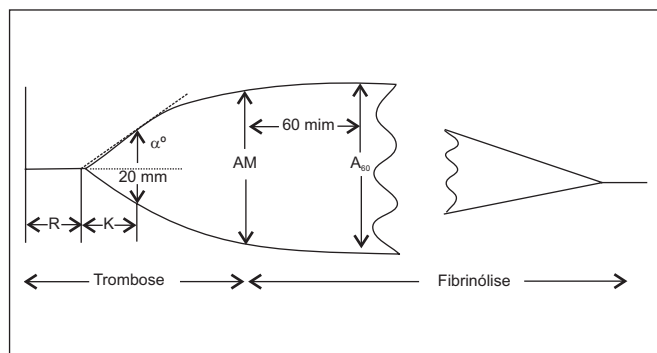 α°
60 mim
20 mm
AM
A₆₀
R
K
Trombose
Fibrinólise